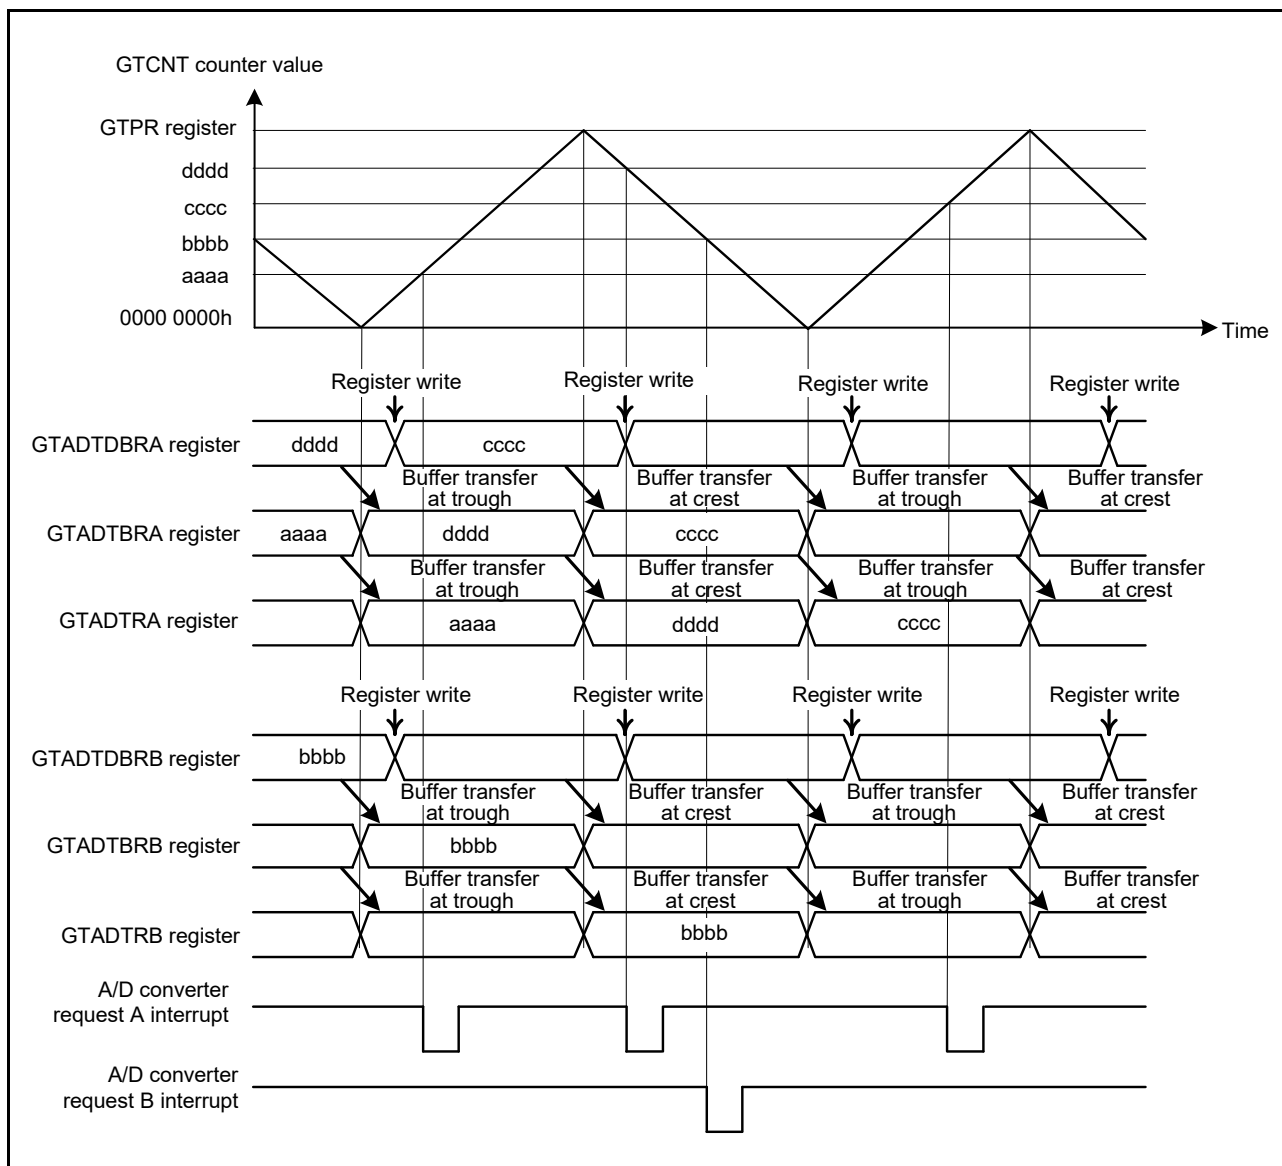 GTCNT counter value
GTPR register
dddd
cccc
bbbb
aaaa
0000 0000h
Time
Register write Register write Register write Register write
GTADTDBRA register dddd cccc
Buffer transfer at trough
Buffer transfer at crest
Buffer transfer at trough
Buffer transfer at crest
GTADTBRA register aaaa dddd cccc
Buffer transfer at trough
Buffer transfer at crest
Buffer transfer at trough
Buffer transfer at crest
GTADTRA register aaaa dddd cccc
Register write Register write Register write Register write
GTADTDBRB register bbbb
Buffer transfer at trough
Buffer transfer at crest
Buffer transfer at trough
Buffer transfer at crest
GTADTBRB register bbbb
Buffer transfer at trough
Buffer transfer at crest
Buffer transfer at trough
Buffer transfer at crest
GTADTRB register bbbb
A/D converter
request A interrupt
A/D converter
request B interrupt